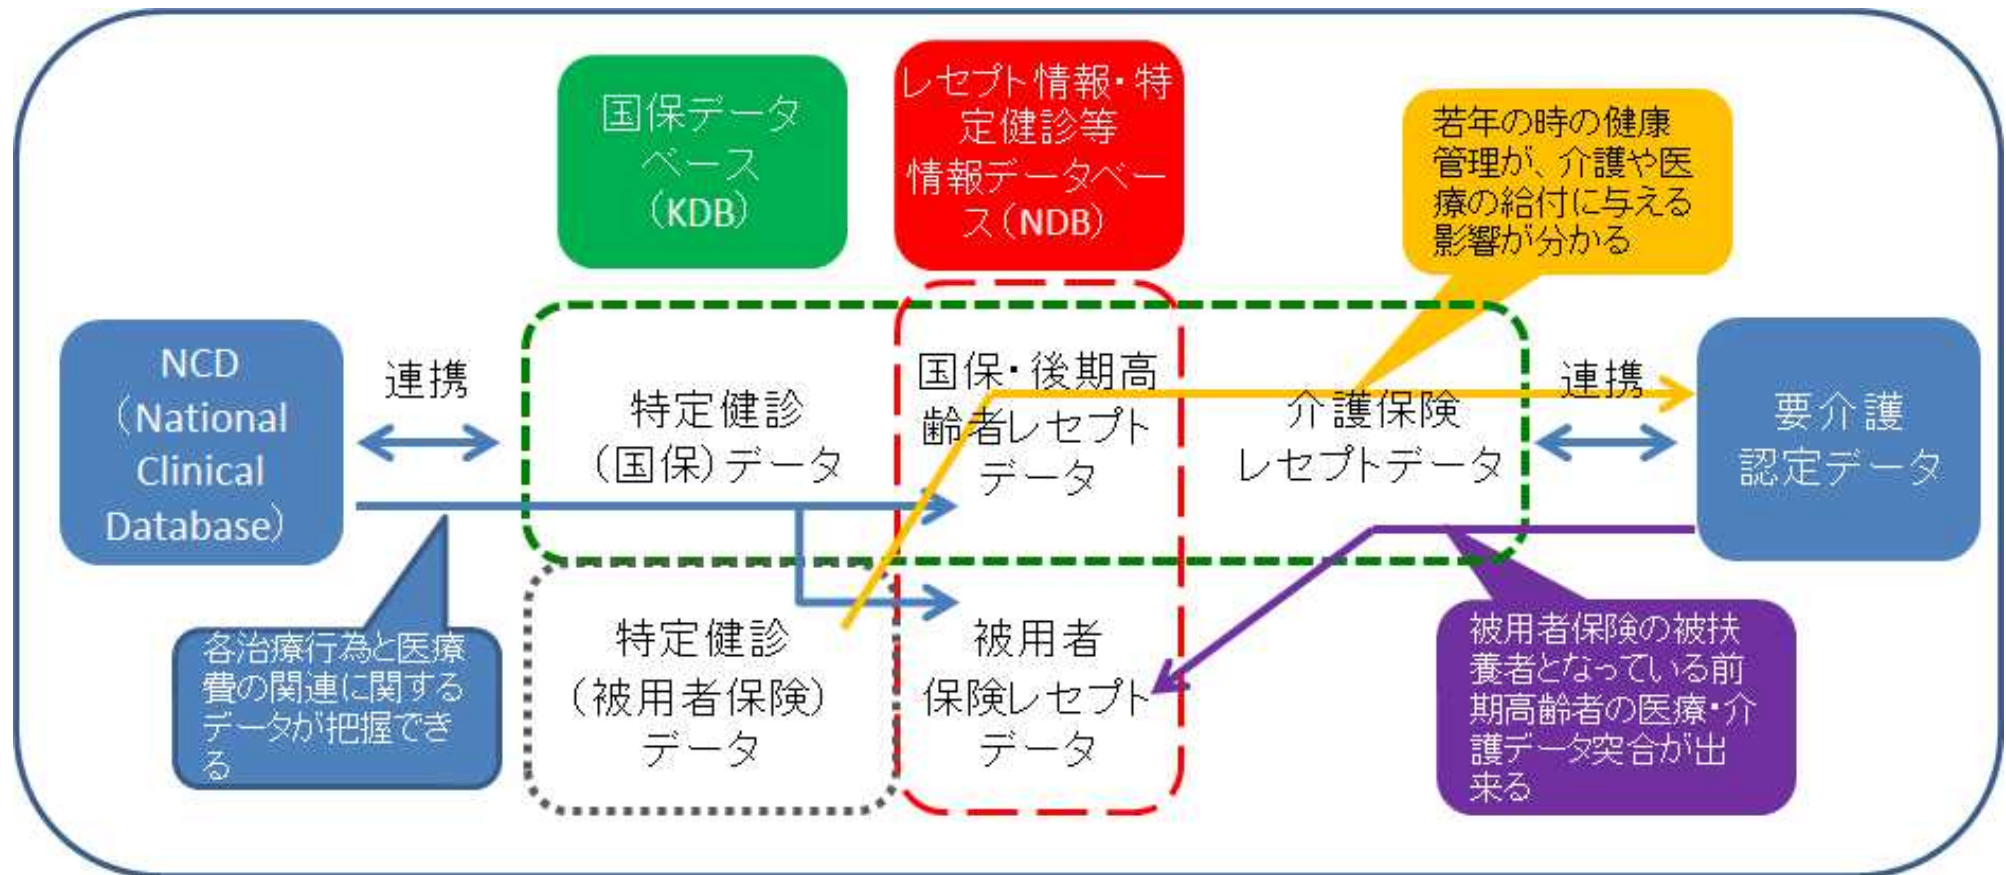 国保データ
ベース
（KDB）
レセプト情報・特
定健診等
情報データベー
ス（NDB）
若年の時の健康
管理が、介護や医
療の給付に与える
影響が分かる
NCD
（National
Clinical
Database）
連携
特定健診
（国保）データ
国保・後期高
齢者レセプト
データ
介護保険
レセプトデータ
連携
要介護
認定データ
各治療行為と医療
費の関連に関する
データが把握でき
る
特定健診
（被用者保険）
データ
被用者
保険レセプト
データ
被用者保険の被扶
養者となっている前
期高齢者の医療・介
護データ突合が出
来る